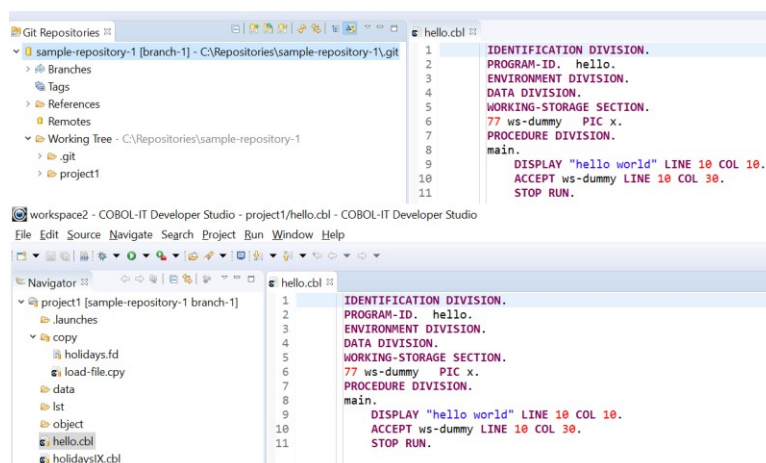 Git Repositories
hello.cbl
sample-repository-1 [branch-1] - C:\Repositories\sample-repository-1\.git
Branches
Tags
References
Remotes
Working Tree - C:\Repositories\sample-repository-1
.git
project1
1 IDENTIFICATION DIVISION.
2 PROGRAM-ID. hello.
3 ENVIRONMENT DIVISION.
4 DATA DIVISION.
5 WORKING-STORAGE SECTION.
6 77 ws-dummy PIC x.
7 PROCEDURE DIVISION.
8 main.
9 DISPLAY "hello world" LINE 10 COL 10.
10 ACCEPT ws-dummy LINE 10 COL 30.
11 STOP RUN.
workspace2 - COBOL-IT Developer Studio - project1/hello.cbl - COBOL-IT Developer Studio
File Edit Source Navigate Search Project Run Window Help
Navigator
hello.cbl
project1 [sample-repository-1 branch-1]
.launches
copy
holidays.fd
load-file.cpy
data
lst
object
hello.cbl
holidaysIX.cbl
1 IDENTIFICATION DIVISION.
2 PROGRAM-ID. hello.
3 ENVIRONMENT DIVISION.
4 DATA DIVISION.
5 WORKING-STORAGE SECTION.
6 77 ws-dummy PIC x.
7 PROCEDURE DIVISION.
8 main.
9 DISPLAY "hello world" LINE 10 COL 10.
10 ACCEPT ws-dummy LINE 10 COL 30.
11 STOP RUN.